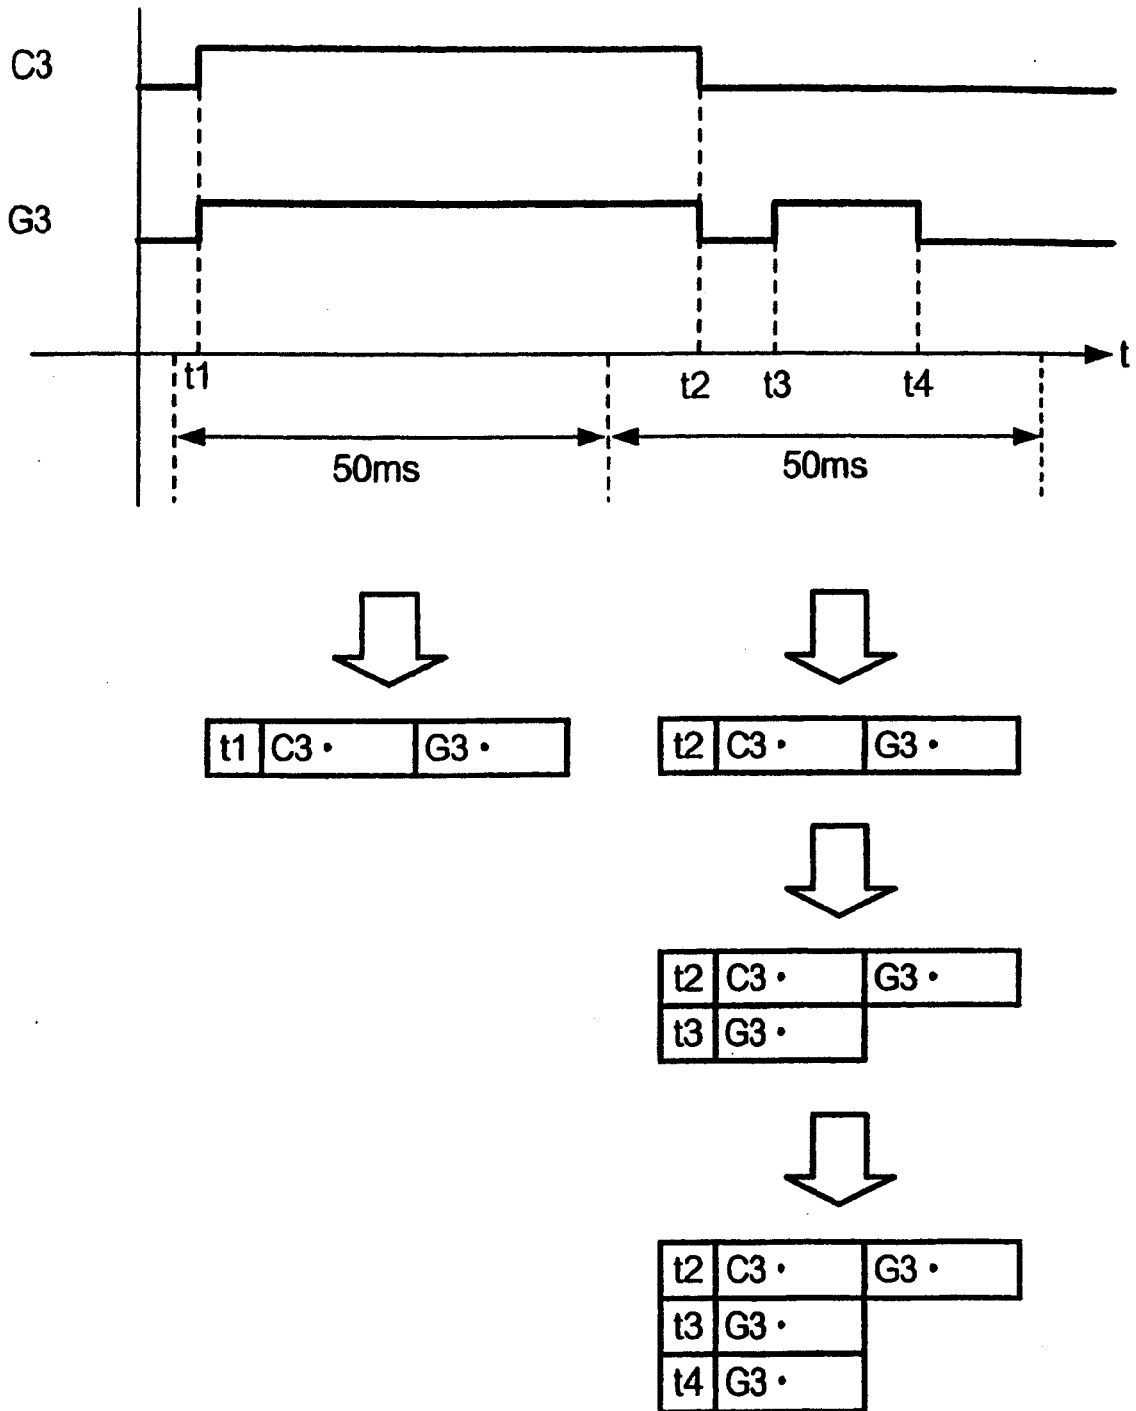 C3
G3
t
t1 t2 t3 t4
50ms 50ms
t1 C3 • G3 •
t2 C3 • G3 •
t2 C3 • G3 •
t3 G3 •
t2 C3 • G3 •
t3 G3 •
t4 G3 •